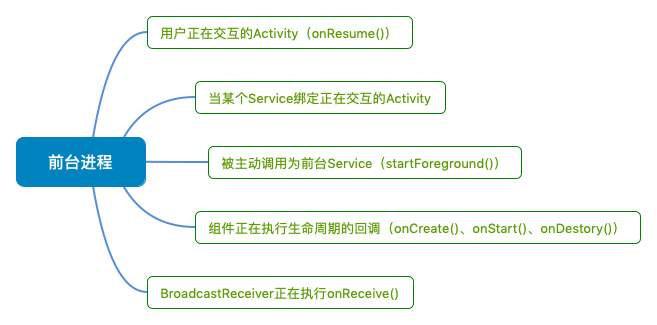 用户正在交互的Activity（onResume()）
当某个Service绑定正在交互的Activity
前台进程
被主动调用为前台Service（startForeground()）
组件正在执行生命周期的回调（onCreate()、onStart()、onDestory()）
BroadcastReceiver正在执行onReceive()